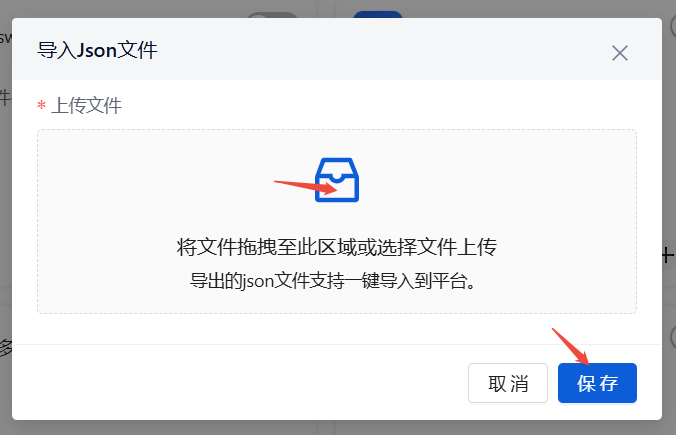 导入Json文件
* 上传文件
将文件拖拽至此区域或选择文件上传
导出的json文件支持一键导入到平台。
取消
保存